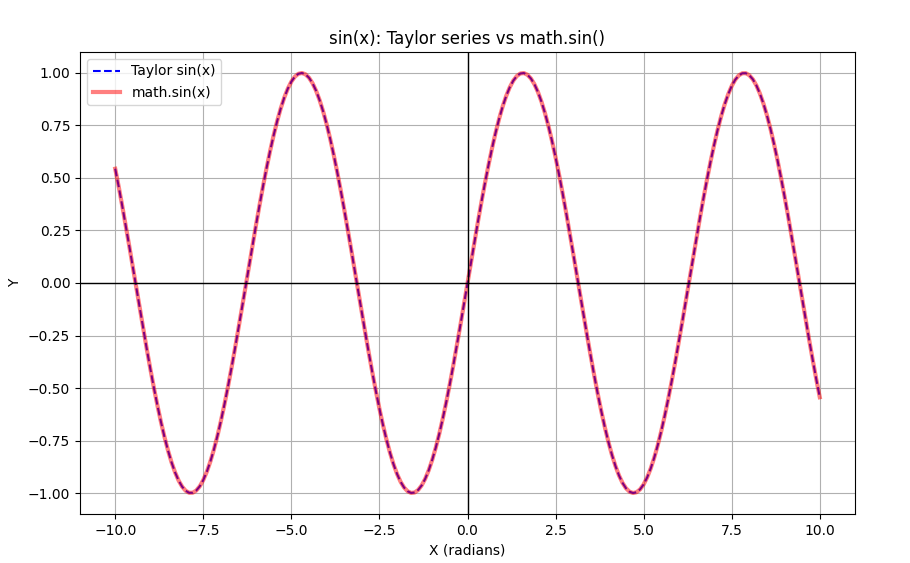 sin(x): Taylor series vs math.sin()
Taylor sin(x)
math.sin(x)
1.00
0.75
0.50
0.25
0.00
−0.25
−0.50
−0.75
−1.00
Y
−10.0 −7.5 −5.0 −2.5 0.0 2.5 5.0 7.5 10.0
X (radians)